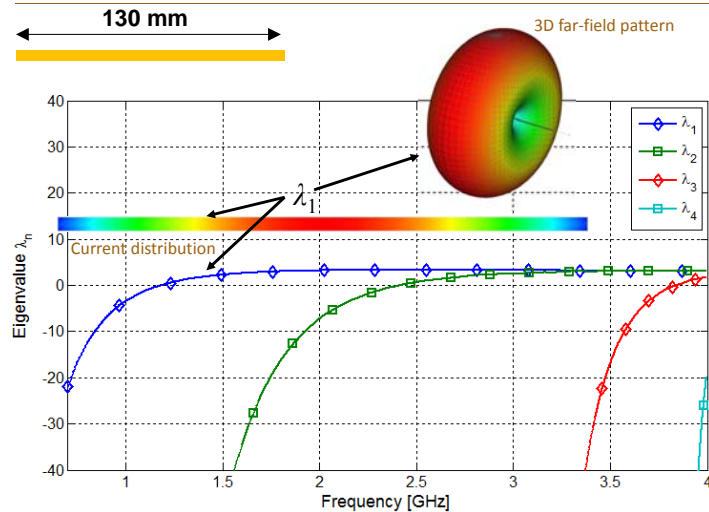 130 mm
3D far-field pattern
40
30
20
10
0
-10
-20
-30
-40
Eigenvalue λn
λ1
λ2
λ3
λ4
λ1
Current distribution
1
1.5
2
2.5
3
3.5
4
Frequency [GHz]